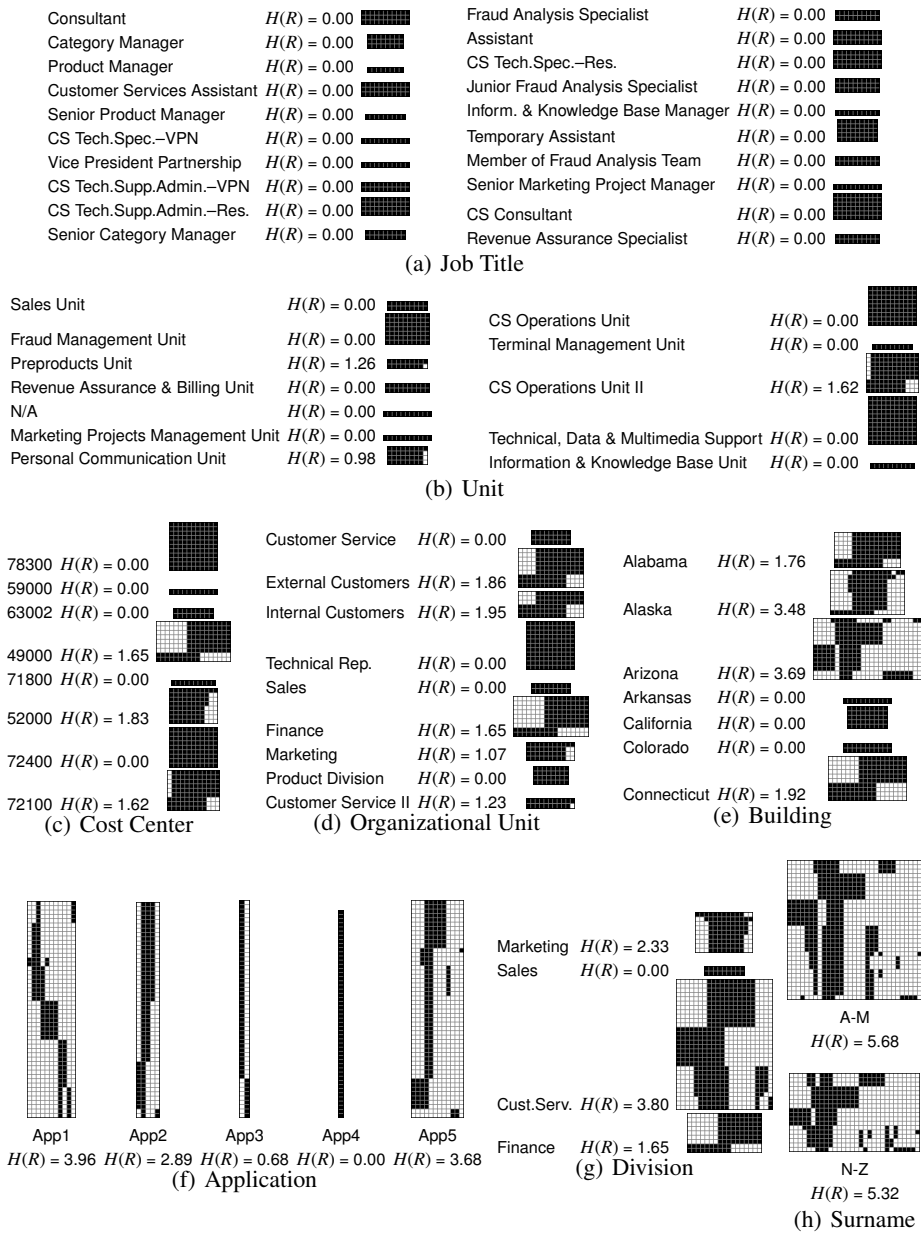 Consultant H(R) = 0.00
Category Manager H(R) = 0.00
Product Manager H(R) = 0.00
Customer Services Assistant H(R) = 0.00
Senior Product Manager H(R) = 0.00
CS Tech.Spec.–VPN H(R) = 0.00
Vice President Partnership H(R) = 0.00
CS Tech.Supp.Admin.–VPN H(R) = 0.00
CS Tech.Supp.Admin.–Res. H(R) = 0.00
Senior Category Manager H(R) = 0.00
Fraud Analysis Specialist H(R) = 0.00
Assistant H(R) = 0.00
CS Tech.Spec.–Res. H(R) = 0.00
Junior Fraud Analysis Specialist H(R) = 0.00
Inform. & Knowledge Base Manager H(R) = 0.00
Temporary Assistant H(R) = 0.00
Member of Fraud Analysis Team H(R) = 0.00
Senior Marketing Project Manager H(R) = 0.00
CS Consultant H(R) = 0.00
Revenue Assurance Specialist H(R) = 0.00
(a) Job Title
Sales Unit H(R) = 0.00
Fraud Management Unit H(R) = 0.00
Preproducts Unit H(R) = 1.26
Revenue Assurance & Billing Unit H(R) = 0.00
N/A H(R) = 0.00
Marketing Projects Management Unit H(R) = 0.00
Personal Communication Unit H(R) = 0.98
CS Operations Unit H(R) = 0.00
Terminal Management Unit H(R) = 0.00
CS Operations Unit II H(R) = 1.62
Technical, Data & Multimedia Support H(R) = 0.00
Information & Knowledge Base Unit H(R) = 0.00
(b) Unit
78300 H(R) = 0.00
59000 H(R) = 0.00
63002 H(R) = 0.00
49000 H(R) = 1.65
71800 H(R) = 0.00
52000 H(R) = 1.83
72400 H(R) = 0.00
72100 H(R) = 1.62
(c) Cost Center
Customer Service H(R) = 0.00
External Customers H(R) = 1.86
Internal Customers H(R) = 1.95
Technical Rep. H(R) = 0.00
Sales H(R) = 0.00
Finance H(R) = 1.65
Marketing H(R) = 1.07
Product Division H(R) = 0.00
Customer Service II H(R) = 1.23
(d) Organizational Unit
Alabama H(R) = 1.76
Alaska H(R) = 3.48
Arizona H(R) = 3.69
Arkansas H(R) = 0.00
California H(R) = 0.00
Colorado H(R) = 0.00
Connecticut H(R) = 1.92
(e) Building
App1 App2 App3 App4 App5
H(R) = 3.96 H(R) = 2.89 H(R) = 0.68 H(R) = 0.00 H(R) = 3.68
(f) Application
Marketing H(R) = 2.33
Sales H(R) = 0.00
Cust.Serv. H(R) = 3.80
Finance H(R) = 1.65
(g) Division
A-M
H(R) = 5.68
N-Z
H(R) = 5.32
(h) Surname